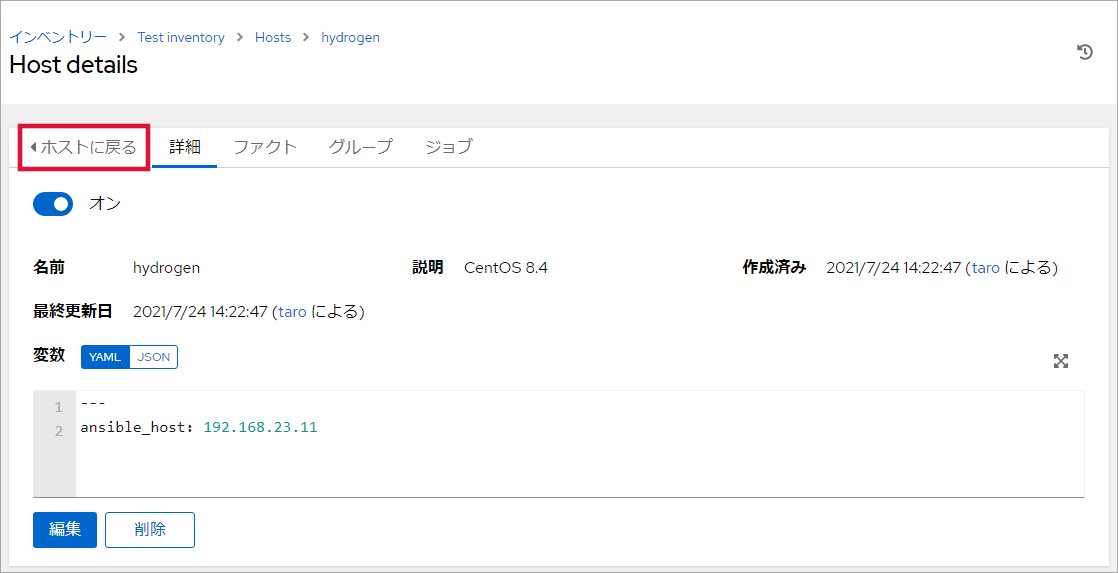 インベントリー > Test inventory > Hosts > hydrogen
Host details
ホストに戻る 詳細 ファクト グループ ジョブ
オン
名前 hydrogen 説明 CentOS 8.4 作成済み 2021/7/24 14:22:47 (taro による)
最終更新日 2021/7/24 14:22:47 (taro による)
変数 YAML JSON
1 ---
2 ansible_host: 192.168.23.11
編集 削除